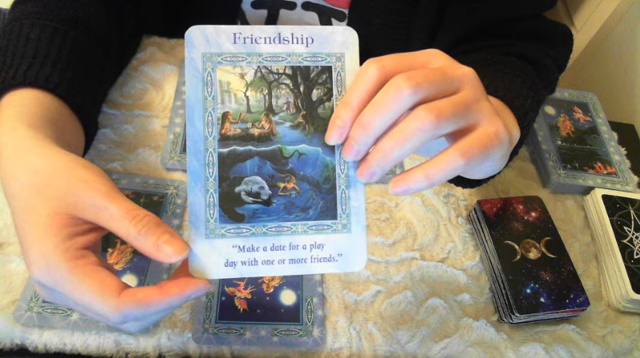 Friendship
"Make a date for a play
day with one or more friends."